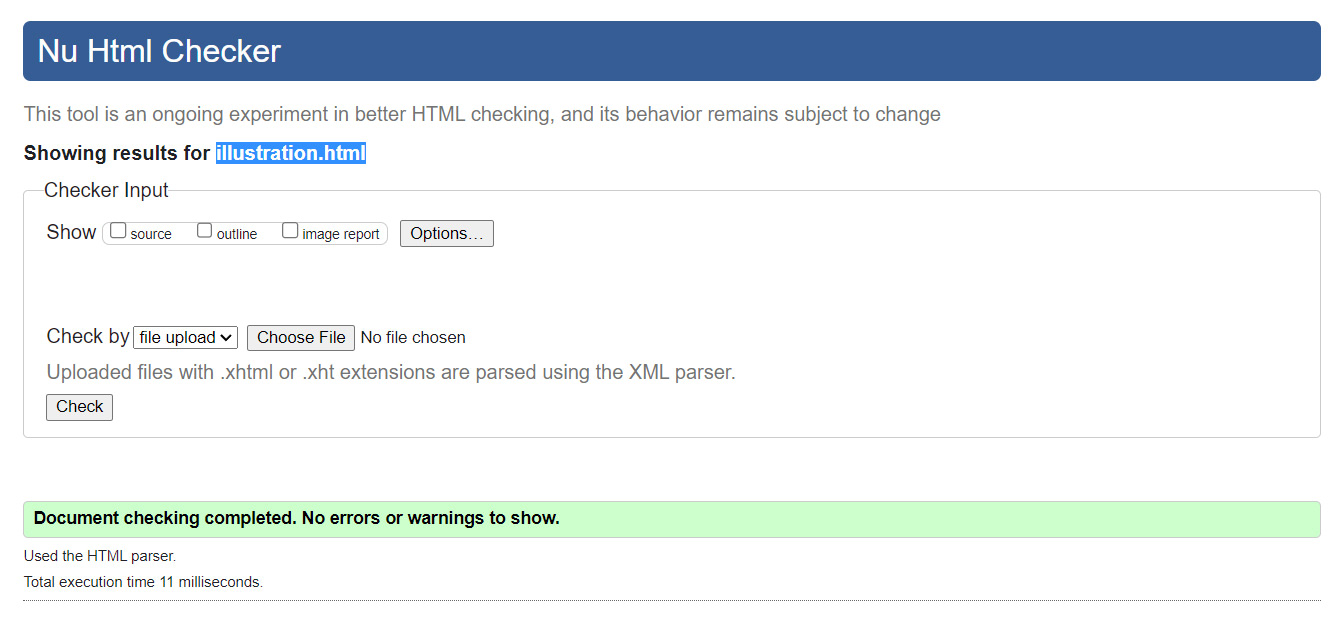 Nu Html Checker
This tool is an ongoing experiment in better HTML checking, and its behavior remains subject to change
Showing results for illustration.html
Checker Input
Show source outline image report Options…
Check by file upload Choose File No file chosen
Uploaded files with .xhtml or .xht extensions are parsed using the XML parser.
Check
Document checking completed. No errors or warnings to show.
Used the HTML parser.
Total execution time 11 milliseconds.